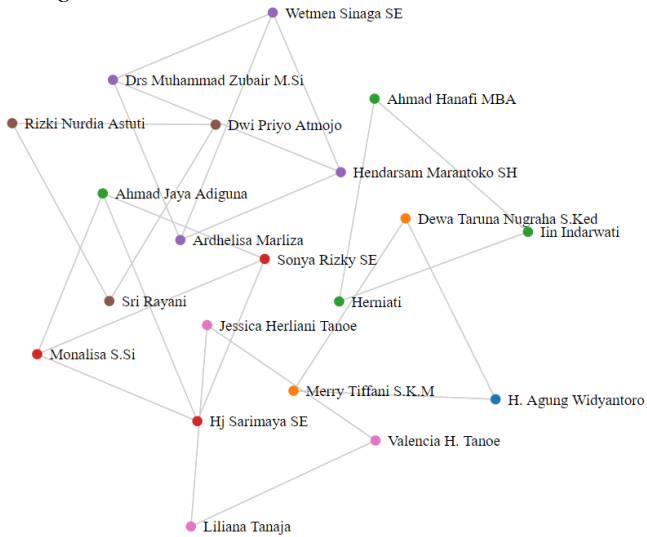 Wetmen Sinaga SE
Drs Muhammad Zubair M.Si
Ahmad Hanafi MBA
Rizki Nurdia Astuti
Dwi Priyo Atmojo
Hendarsam Marantoko SH
Ahmad Jaya Adiguna
Dewa Taruna Nugraha S.Ked
Iin Indarwati
Ardhelisa Marliza
Sonya Rizky SE
Sri Rayani
Herniati
Jessica Herliani Tanoe
Monalisa S.Si
Merry Tiffani S.K.M
H. Agung Widyantoro
Hj Sarimaya SE
Valencia H. Tanoe
Liliana Tanaja